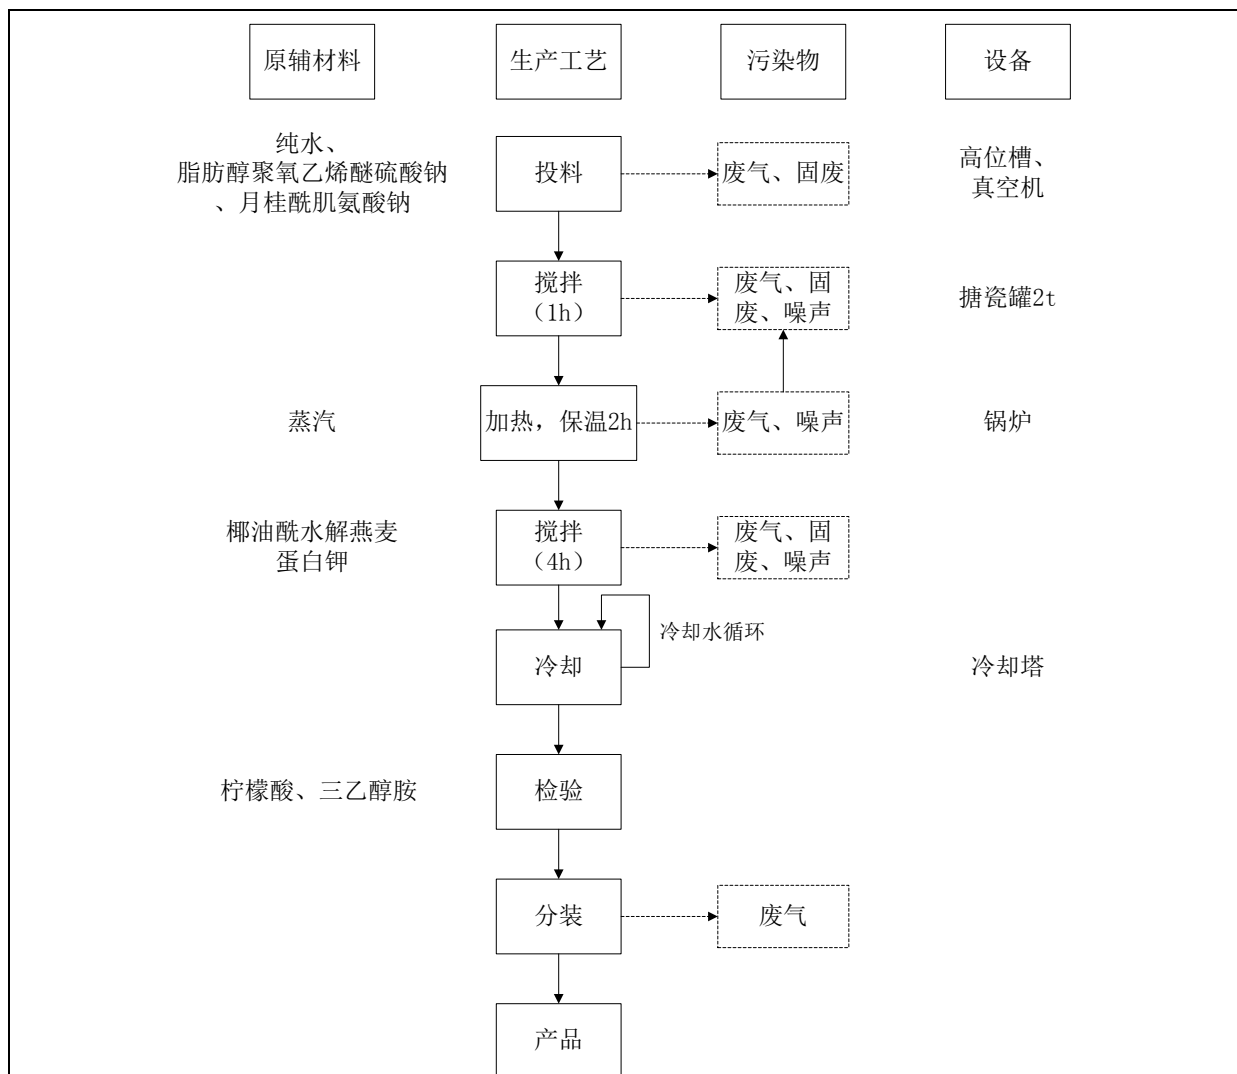 原辅材料
生产工艺
污染物
设备
纯水、
脂肪醇聚氧乙烯醚硫酸钠
、月桂酰肌氨酸钠
投料
废气、固废
高位槽、
真空机
搅拌
（1h）
废气、固
废、噪声
搪瓷罐2t
蒸汽
加热，保温2h
废气、噪声
锅炉
椰油酰水解燕麦
蛋白钾
搅拌
（4h）
废气、固
废、噪声
冷却水循环
冷却
冷却塔
柠檬酸、三乙醇胺
检验
分装
废气
产品